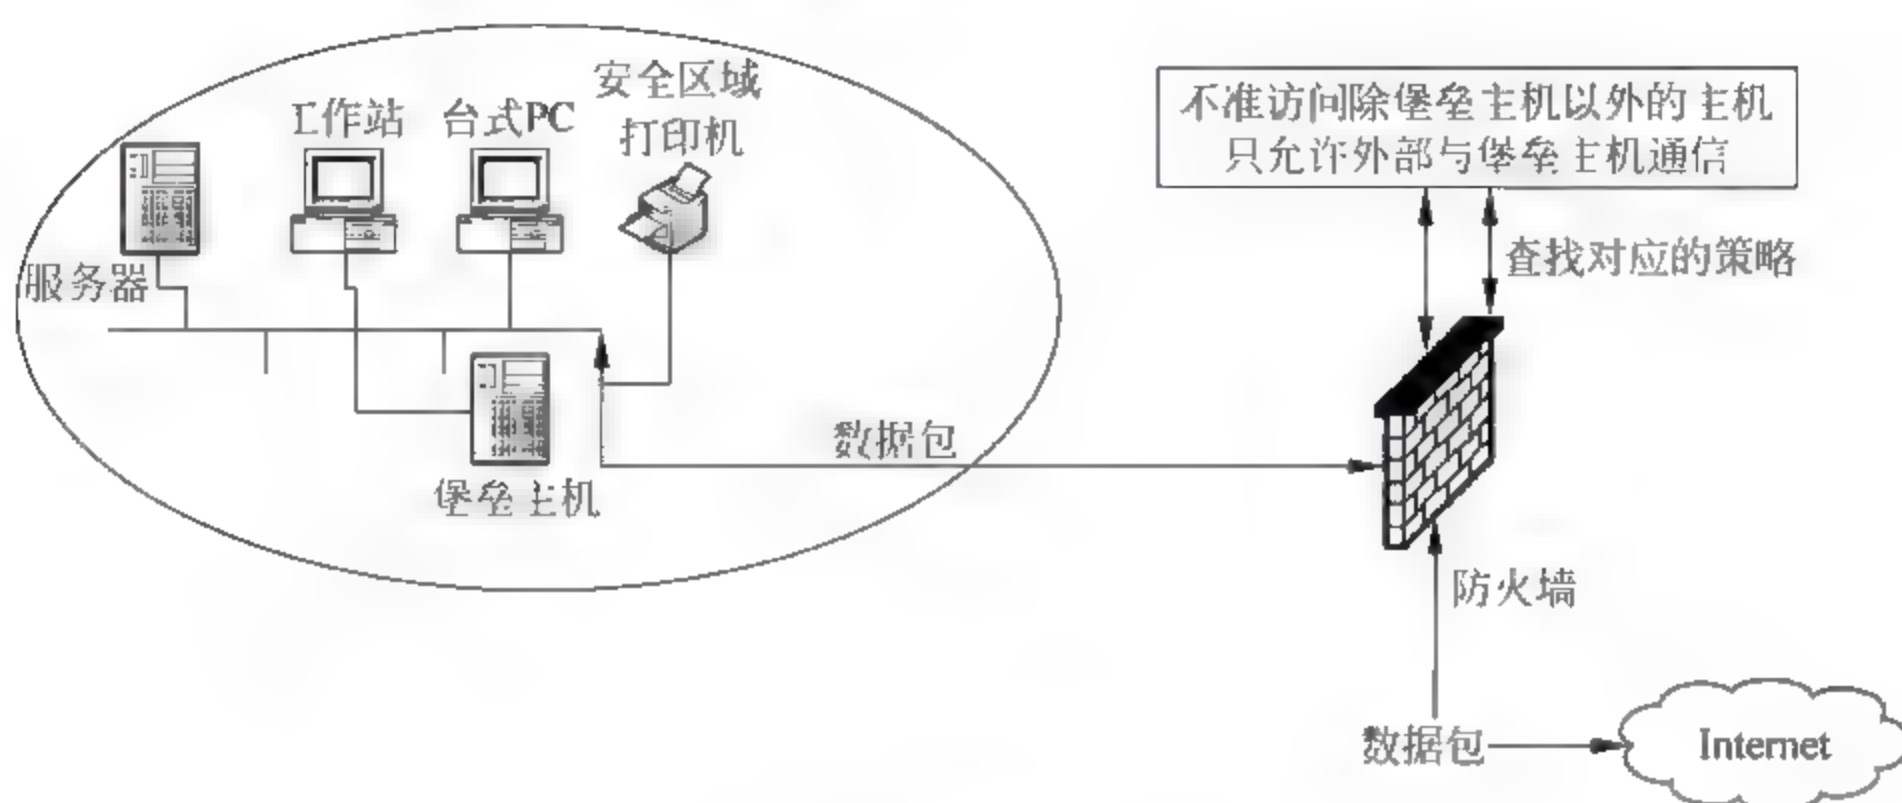 安全区域
工作站 台式PC 打印机
服务器
堡垒主机
数据包
不准访问除堡垒主机以外的主机
只允许外部与堡垒主机通信
查找对应的策略
防火墙
数据包
Internet